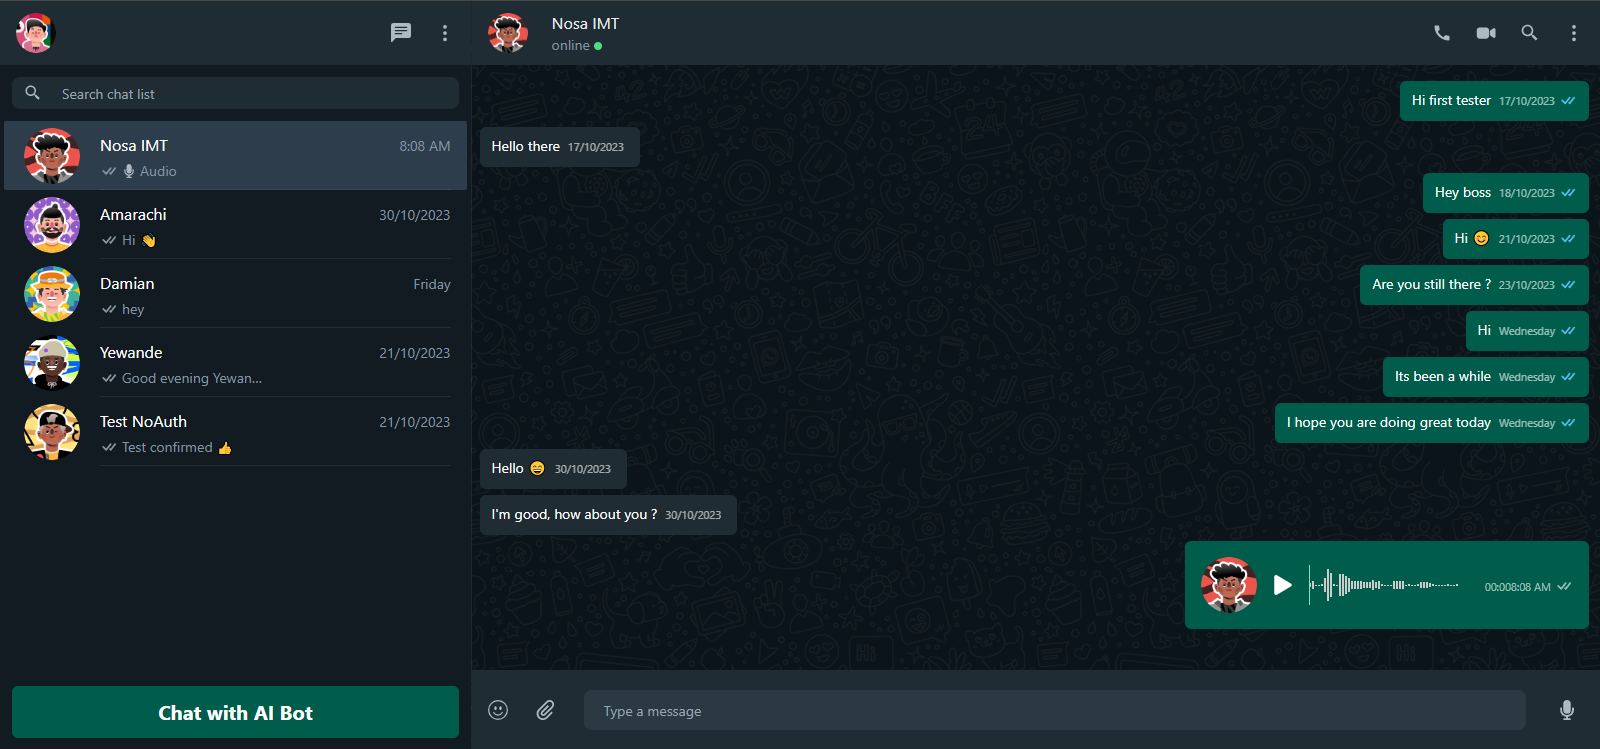 Nosa IMT
online
Search chat list
Nosa IMT 8:08 AM
Audio
Amarachi 30/10/2023
Hi 👋
Damian Friday
hey
Yewande 21/10/2023
Good evening Yewan...
Test NoAuth 21/10/2023
Test confirmed 👍
Chat with AI Bot
Hi first tester 17/10/2023
Hello there 17/10/2023
Hey boss 18/10/2023
Hi 😊 21/10/2023
Are you still there ? 23/10/2023
Hi Wednesday
Its been a while Wednesday
I hope you are doing great today Wednesday
Hello 😄 30/10/2023
I'm good, how about you ? 30/10/2023
00:008:08 AM
Type a message